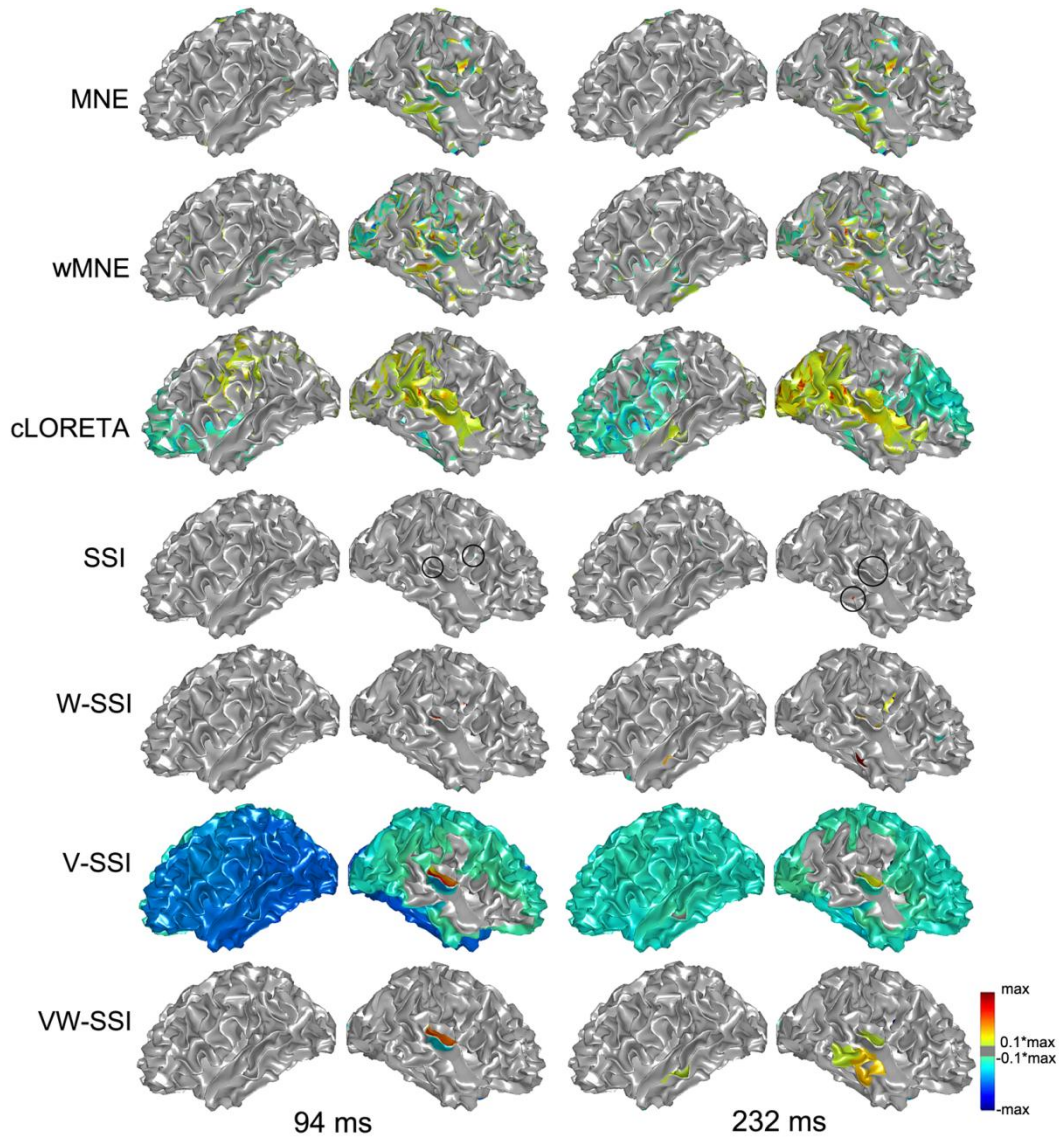 MNE
wMNE
cLORETA
SSI
W-SSI
V-SSI
VW-SSI
max
0.1*max
-0.1*max
-max
94 ms
232 ms